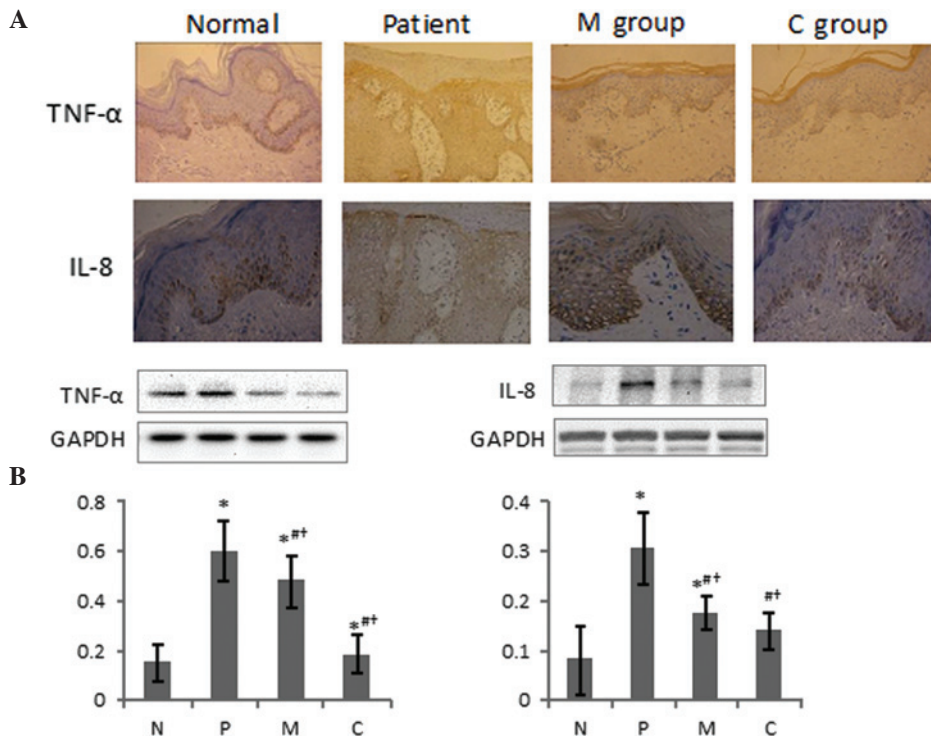 A
Normal Patient M group C group
TNF-α
IL-8
TNF-α
GAPDH
IL-8
GAPDH
B
0.8
0.6
0.4
0.2
0
*
*#†
*#†
N P M C
0.4
0.3
0.2
0.1
0
*
*#†
#†
N P M C